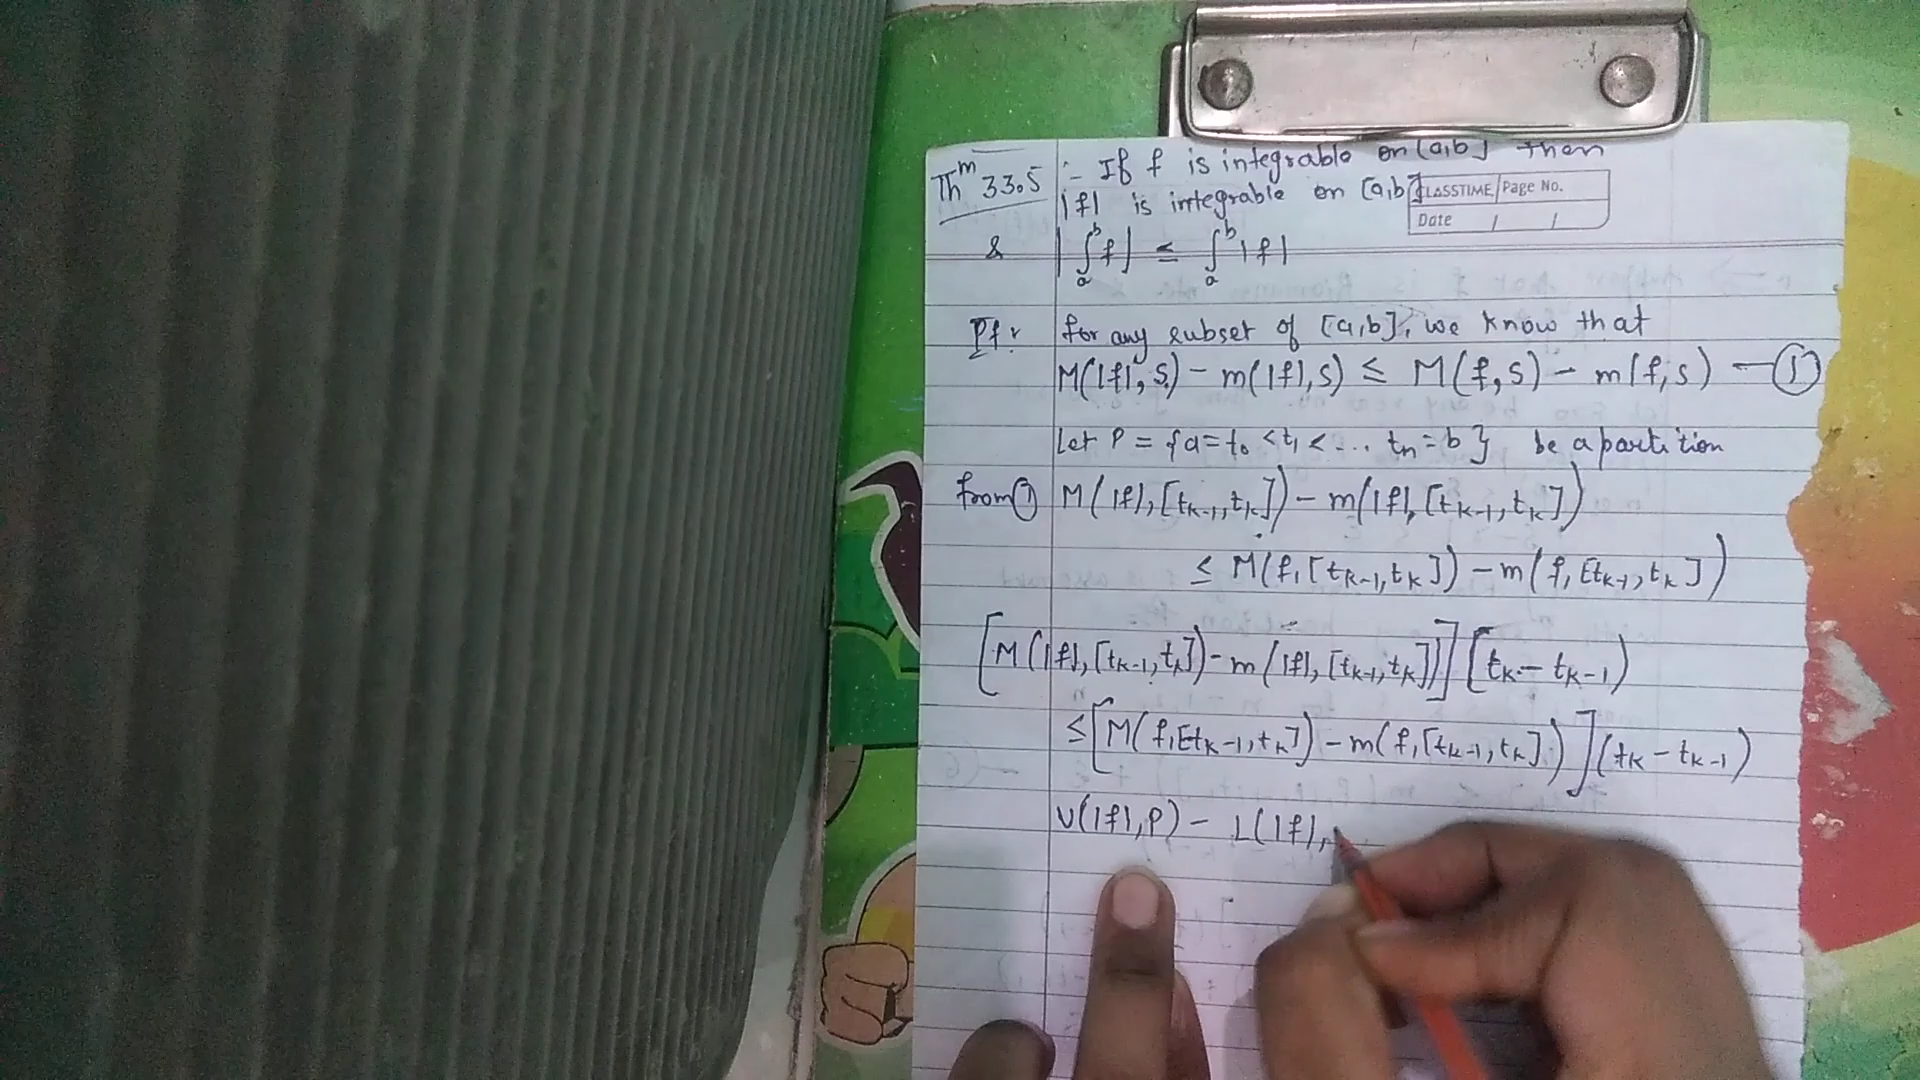 Thᵐ 33.5 :- If f is integrable on [a,b] Then
|f| is integrable on [a,b]
CLASSTIME Page No.
Date / /
& |∫ₐᵇ f| ≤ ∫ₐᵇ |f|
Pf: for any subset of [a,b], we know that
M(|f|, S) - m(|f|, S) ≤ M(f, S) - m(f, S) — ①
Let P = {a = t₀ < t₁ < ... tₙ = b} be a partition
from ① M(|f|, [tₖ₋₁, tₖ]) - m(|f|, [tₖ₋₁, tₖ])
≤ M(f, [tₖ₋₁, tₖ]) - m(f, [tₖ₋₁, tₖ])
[M(|f|, [tₖ₋₁, tₖ]) - m(|f|, [tₖ₋₁, tₖ])] [tₖ - tₖ₋₁)
≤ [M(f, [tₖ₋₁, tₖ]) - m(f, [tₖ₋₁, tₖ])] (tₖ - tₖ₋₁)
U(|f|, P) - L(|f|,